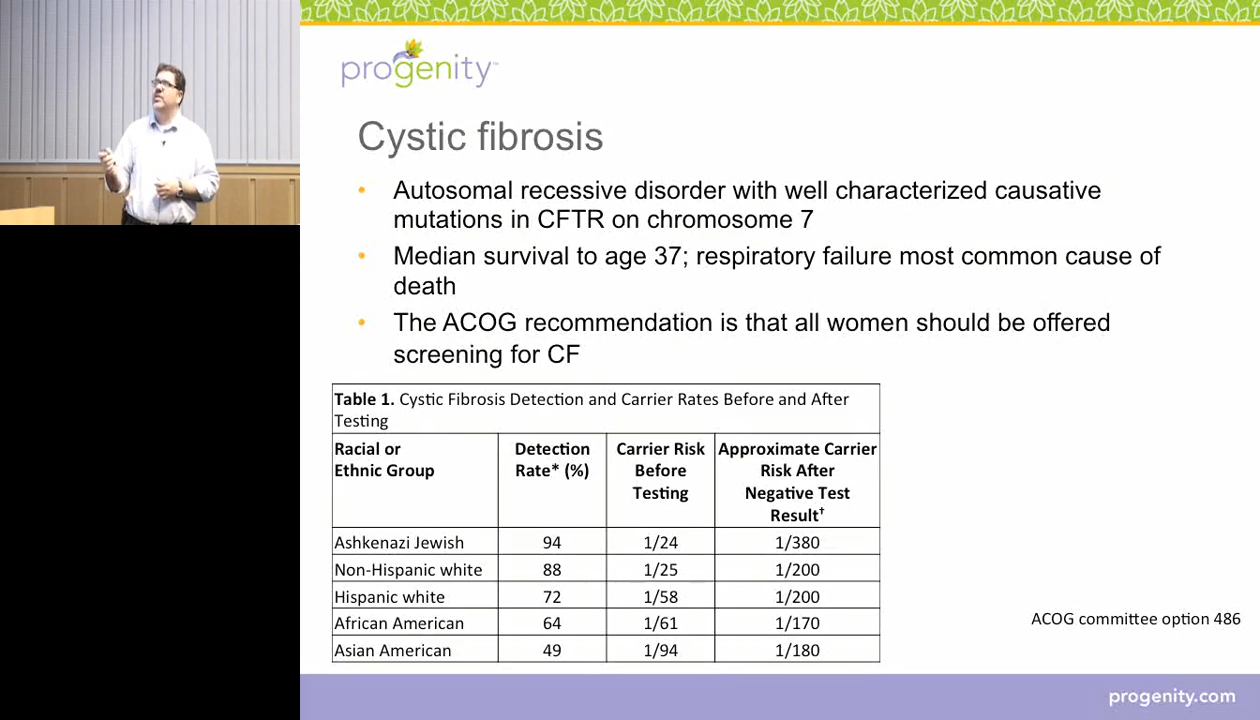 progenity™
Cystic fibrosis
• Autosomal recessive disorder with well characterized causative
mutations in CFTR on chromosome 7
• Median survival to age 37; respiratory failure most common cause of
death
• The ACOG recommendation is that all women should be offered
screening for CF
Table 1. Cystic Fibrosis Detection and Carrier Rates Before and After
Testing
Racial or
Ethnic Group
Detection
Rate* (%)
Carrier Risk
Before
Testing
Approximate Carrier
Risk After
Negative Test
Result†
Ashkenazi Jewish 94 1/24 1/380
Non-Hispanic white 88 1/25 1/200
Hispanic white 72 1/58 1/200
African American 64 1/61 1/170
Asian American 49 1/94 1/180
ACOG committee option 486
progenity.com